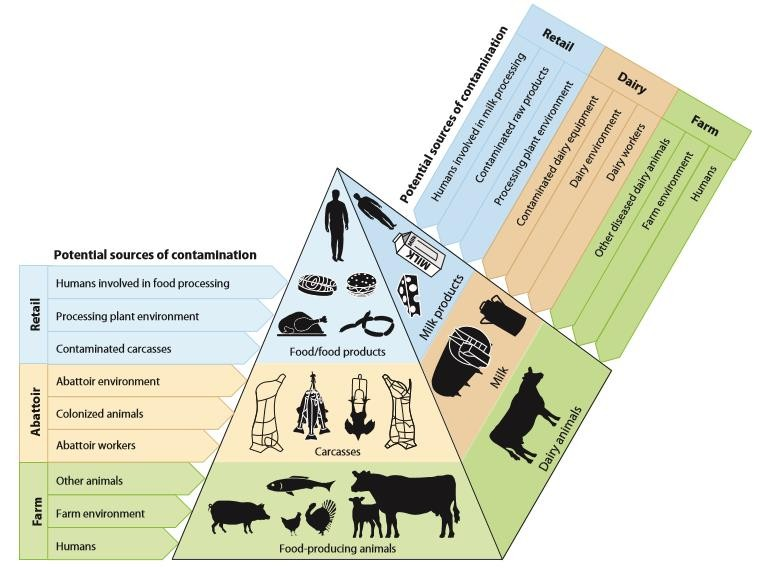 Potential sources of contamination
Retail
Humans involved in milk processing
Contaminated raw products
Processing plant environment
Dairy
Contaminated dairy equipment
Dairy environment
Dairy workers
Farm
Other diseased dairy animals
Farm environment
Humans
Potential sources of contamination
Retail
Humans involved in food processing
Processing plant environment
Contaminated carcasses
Abattoir
Abattoir environment
Colonized animals
Abattoir workers
Farm
Other animals
Farm environment
Humans
MILK
MILK
Food/food products
Milk products
Carcasses
Milk
Food-producing animals
Dairy animals